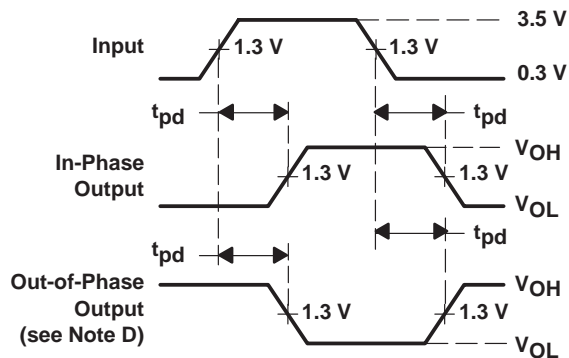 3.5 V
Input
1.3 V
1.3 V
0.3 V
tpd
tpd
VOH
In-Phase
Output
1.3 V
1.3 V
VOL
tpd
tpd
Out-of-Phase
Output
(see Note D)
VOH
1.3 V
1.3 V
VOL